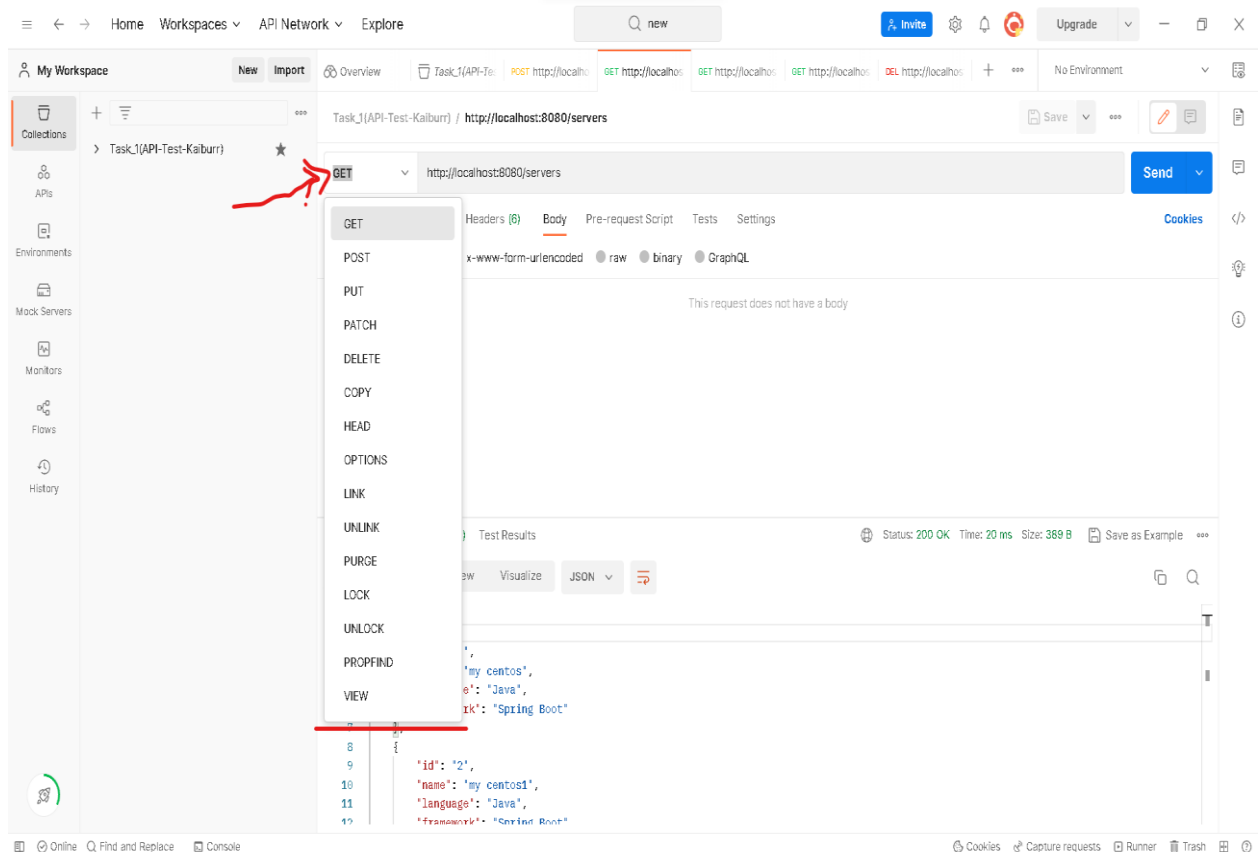 Home Workspaces API Network Explore new Invite Upgrade
My Workspace New Import Overview Task_1(API-Te POST http://localho GET http://localhos GET http://localhos GET http://localhos DEL http://localhos No Environment
Collections
Task_1(API-Test-Kaiburr)
Task_1(API-Test-Kaiburr) / http://localhost:8080/servers Save
GET http://localhost:8080/servers Send
APIs
Headers (6) Body Pre-request Script Tests Settings Cookies
x-www-form-urlencoded raw binary GraphQL
This request does not have a body
GET
POST
PUT
PATCH
DELETE
COPY
HEAD
OPTIONS
LINK
UNLINK
PURGE
LOCK
UNLOCK
PROPFIND
VIEW
Environments
Mock Servers
Monitors
Flows
History
Test Results Status: 200 OK Time: 20 ms Size: 389 B Save as Example
ew Visualize JSON
",
"my centos",
e": "Java",
rk": "Spring Boot"
7 },
8 {
9 "id": "2",
10 "name": "my centos1",
11 "language": "Java",
12 "framework": "Spring Boot"
Online Find and Replace Console Cookies Capture requests Runner Trash